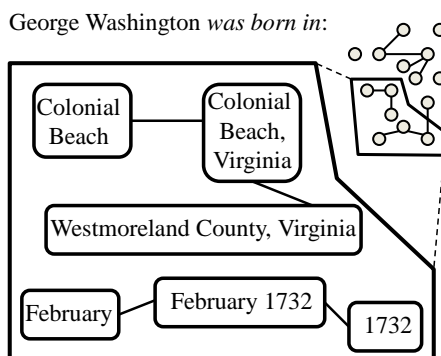 George Washington was born in:
Colonial
Beach
Colonial
Beach,
Virginia
Westmoreland County, Virginia
February
February 1732
1732